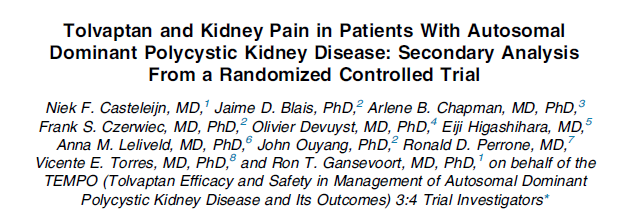 Tolvaptan and Kidney Pain in Patients With Autosomal
Dominant Polycystic Kidney Disease: Secondary Analysis
From a Randomized Controlled Trial
Niek F. Casteleijn, MD,1 Jaime D. Blais, PhD,2 Arlene B. Chapman, MD, PhD,3
Frank S. Czerwiec, MD, PhD,2 Olivier Devuyst, MD, PhD,4 Eiji Higashihara, MD,5
Anna M. Leliveld, MD, PhD,6 John Ouyang, PhD,2 Ronald D. Perrone, MD,7
Vicente E. Torres, MD, PhD,8 and Ron T. Gansevoort, MD, PhD,1 on behalf of the
TEMPO (Tolvaptan Efficacy and Safety in Management of Autosomal Dominant
Polycystic Kidney Disease and Its Outcomes) 3:4 Trial Investigators*